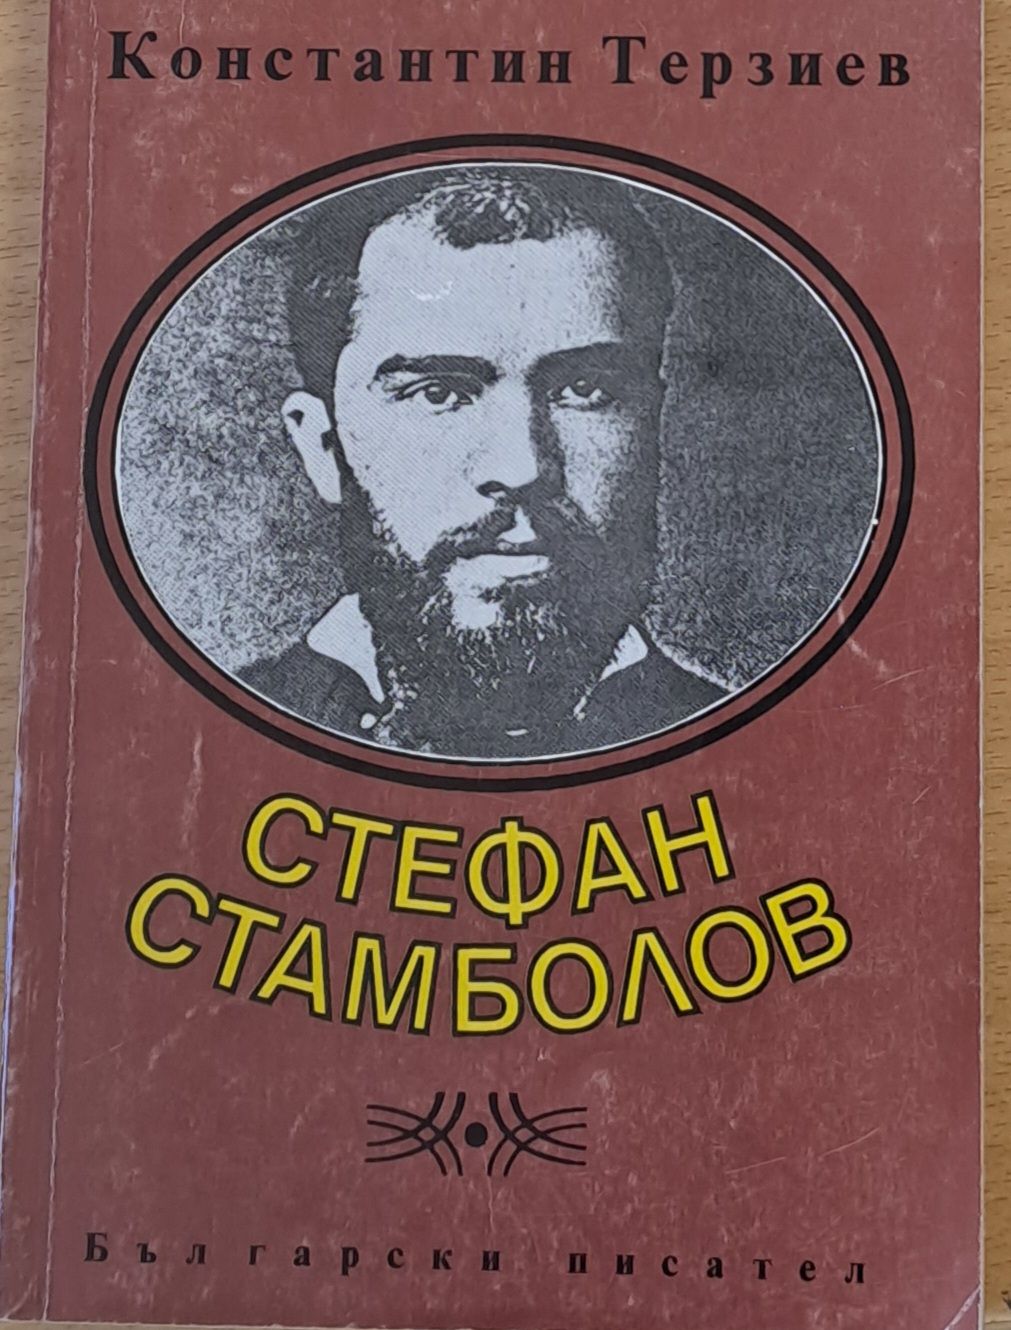 Константин Терзиев
СТЕФАН
СТАМБОЛОВ
Български писател